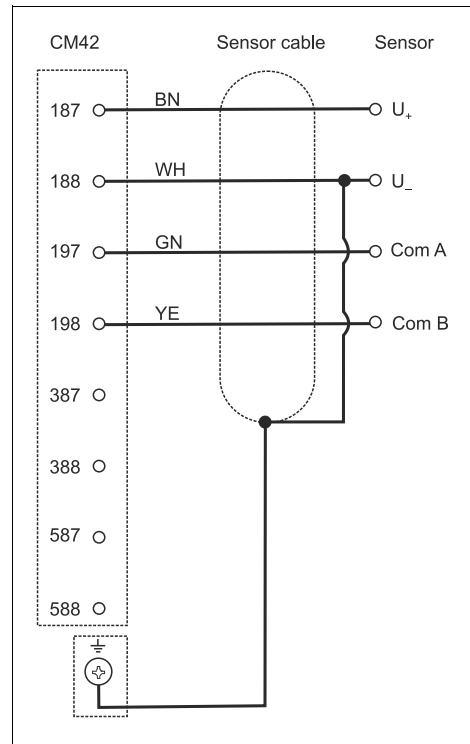 CM42 Sensor cable Sensor
187 BN U+
188 WH U_
197 GN Com A
198 YE Com B
387
388
587
588